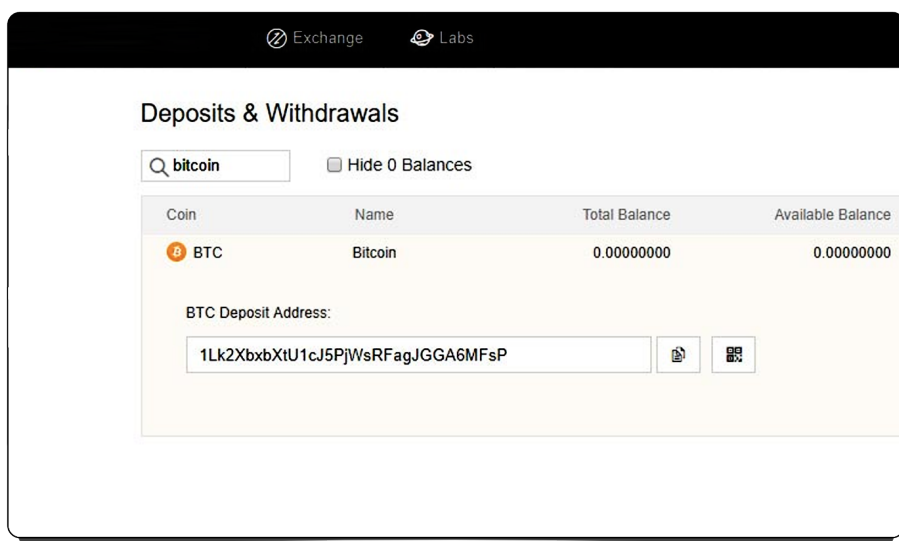 Exchange Labs
Deposits & Withdrawals
bitcoin Hide 0 Balances
Coin Name Total Balance Available Balance
BTC Bitcoin 0.00000000 0.00000000
BTC Deposit Address:
1Lk2XbxbXtU1cJ5PjWsRFagJGGA6MFsP